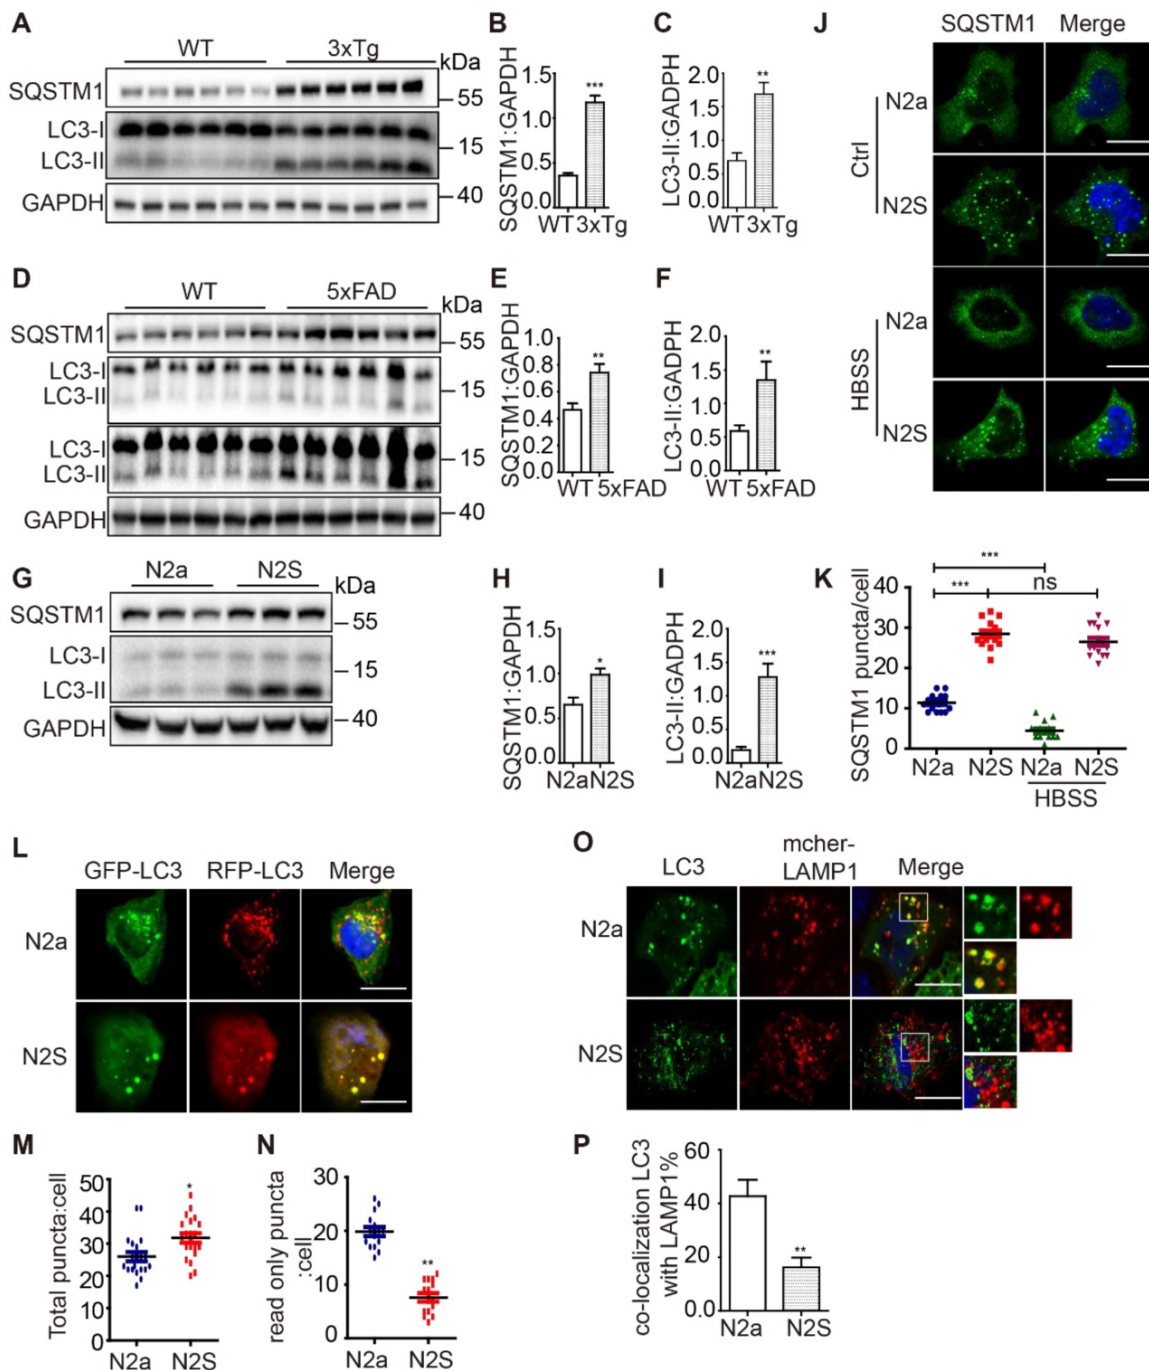 A
WT
3xTg
kDa
SQSTM1
55
LC3-I
15
LC3-II
GAPDH
40
B
SQSTM1:GAPDH
1.5
1.0
0.5
0.0
***
WT 3xTg
C
LC3-II:GADPH
2.0
1.5
1.0
0.5
0.0
**
WT 3xTg
D
WT
5xFAD
kDa
SQSTM1
55
LC3-I
LC3-II
15
LC3-I
LC3-II
15
GAPDH
40
E
SQSTM1:GAPDH
1.0
0.8
0.6
0.4
0.2
0.0
**
WT 5xFAD
F
LC3-II:GADPH
2.0
1.5
1.0
0.5
0.0
**
WT 5xFAD
G
N2a
N2S
kDa
SQSTM1
55
LC3-I
15
LC3-II
GAPDH
40
H
SQSTM1:GAPDH
1.5
1.0
0.5
0.0
*
N2aN2S
I
LC3-II:GADPH
2.0
1.5
1.0
0.5
0.0
***
N2aN2S
J
SQSTM1 Merge
Ctrl
N2a
N2S
HBSS
N2a
N2S
K
SQSTM1 puncta/cell
40
30
20
10
0
***
***
ns
N2a N2S N2a N2S
HBSS
L
GFP-LC3 RFP-LC3 Merge
N2a
N2S
M
Total puncta:cell
50
40
30
20
10
0
*
N2a N2S
N
read only puncta
:cell
30
20
10
0
**
N2a N2S
O
LC3
mcher-
LAMP1
Merge
N2a
N2S
P
co-localization LC3
with LAMP1%
60
40
20
0.0
**
N2a N2S